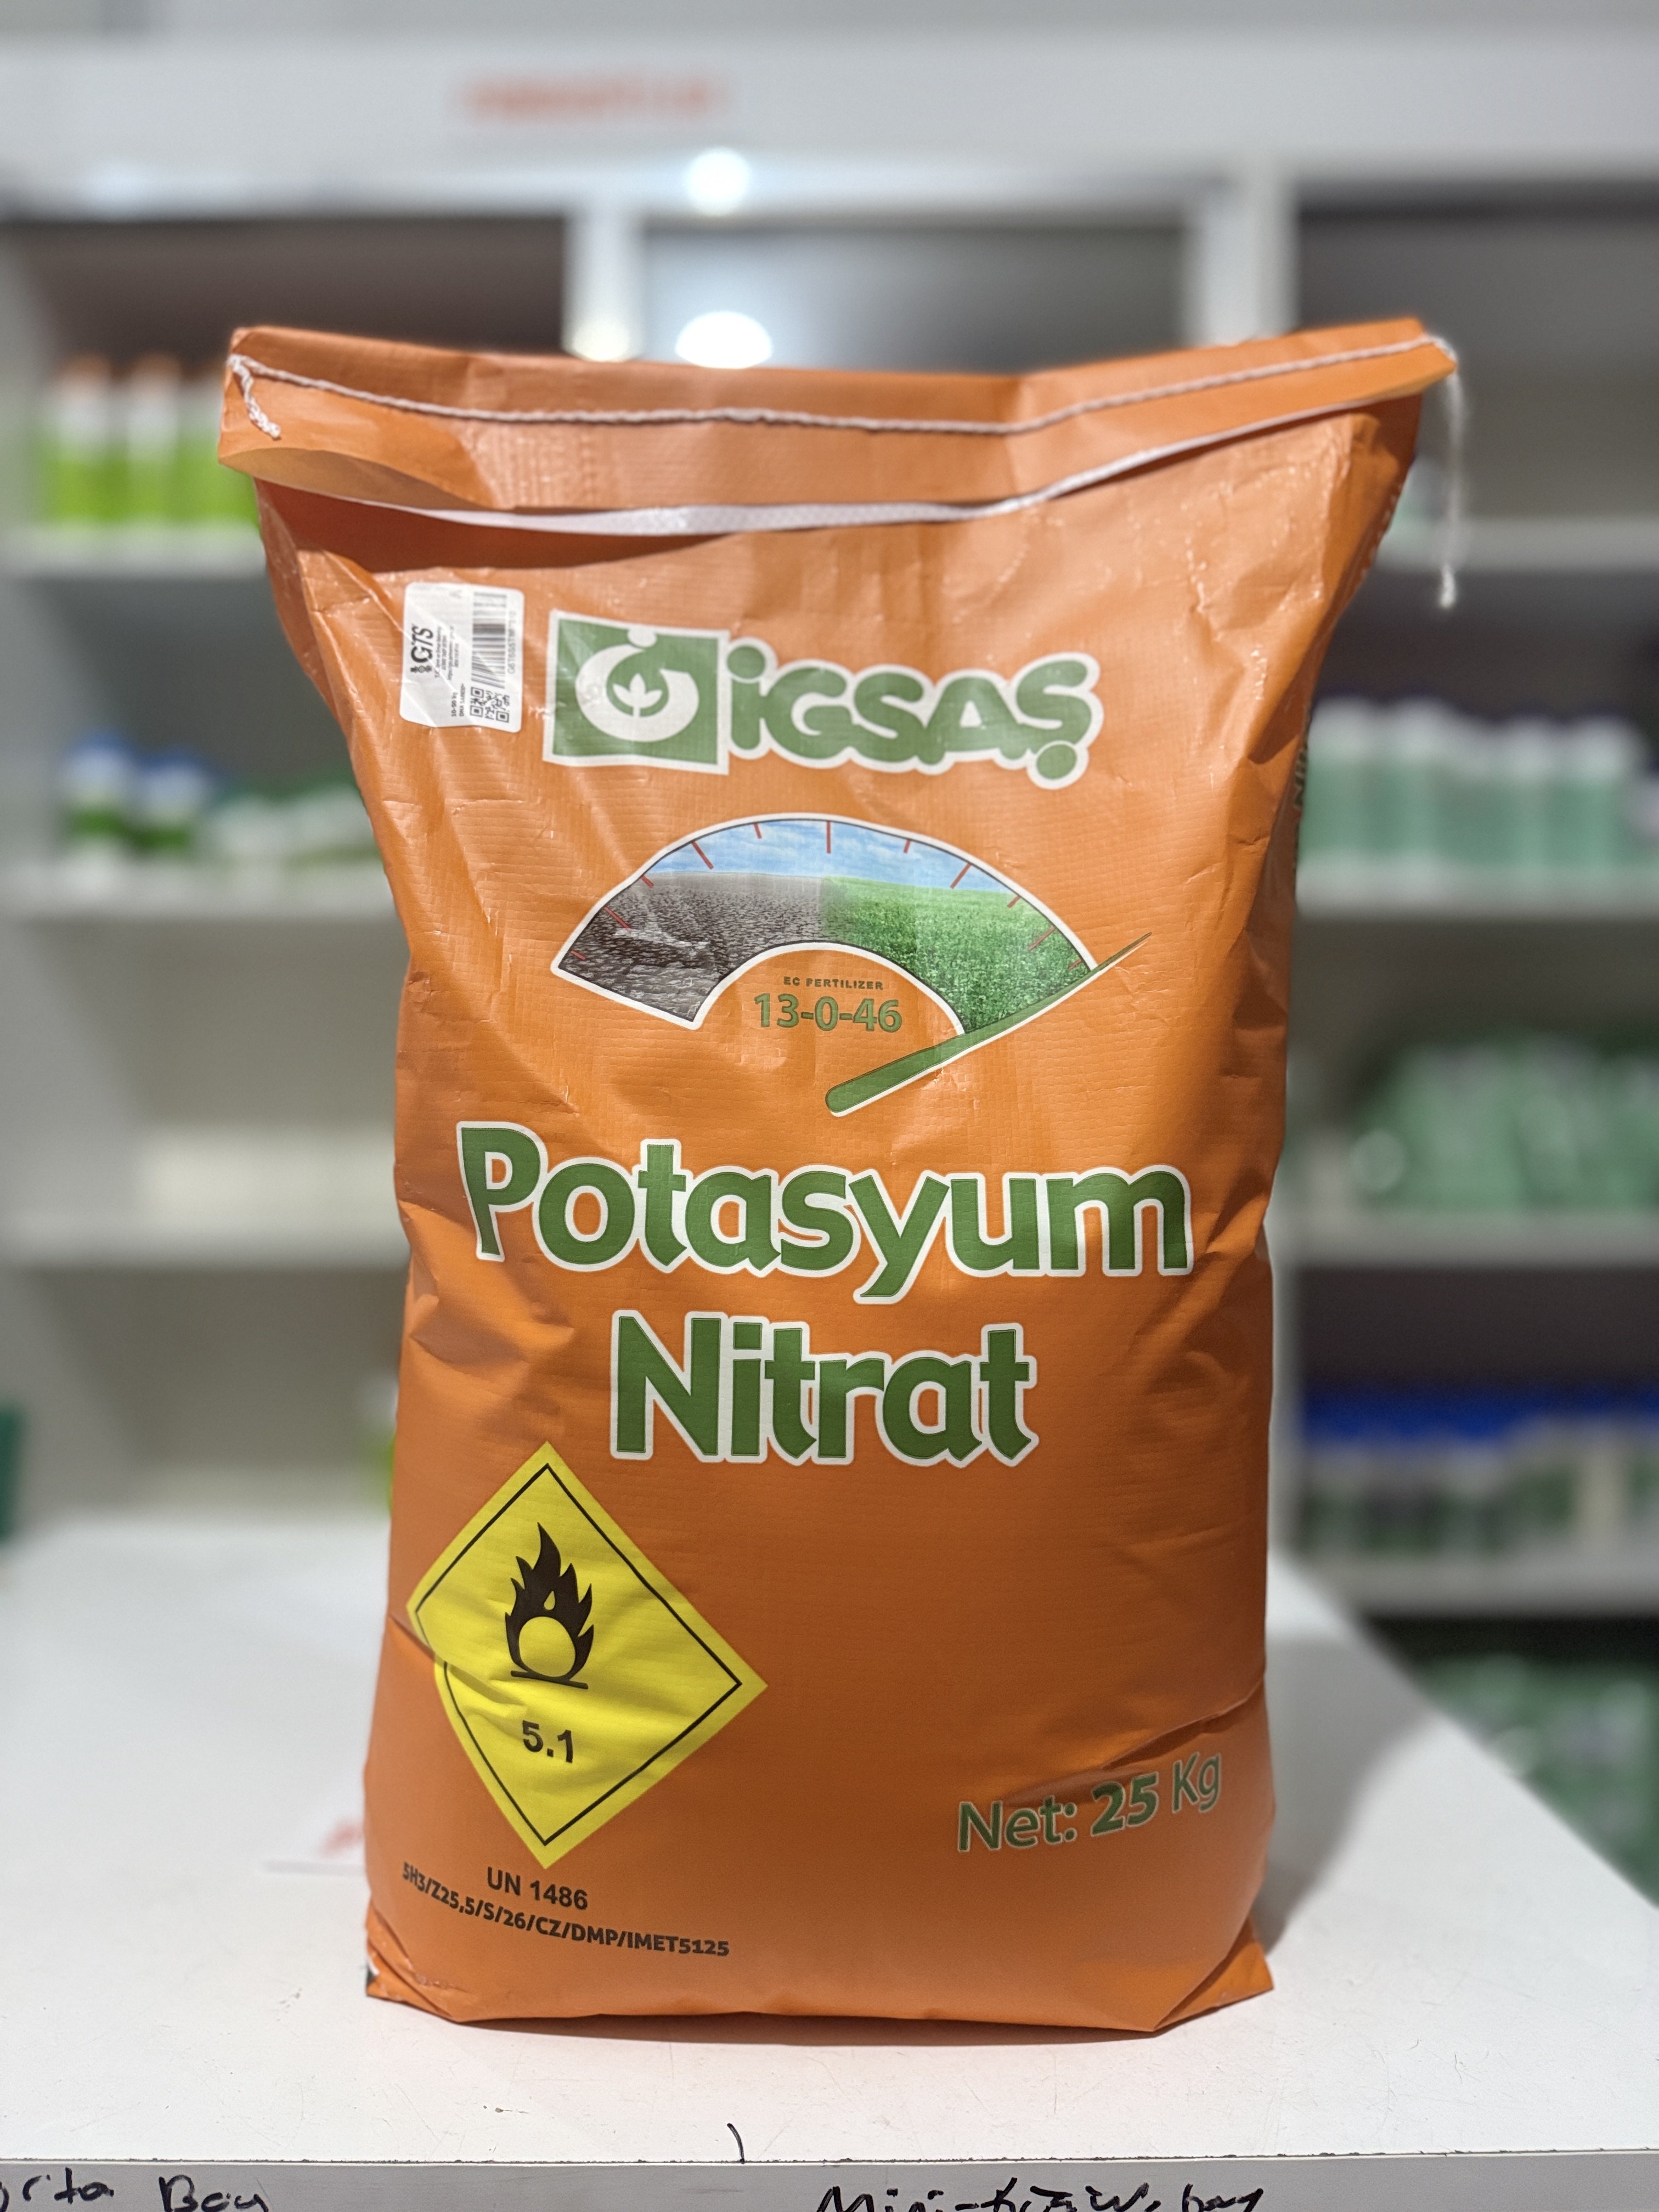 GTS
İGSAŞ
EC FERTILIZER
13-0-46
Potasyum
Nitrat
5.1
Net: 25 Kg
UN 1486
5H3/Z25,5/S/26/CZ/DMP/IMET5125